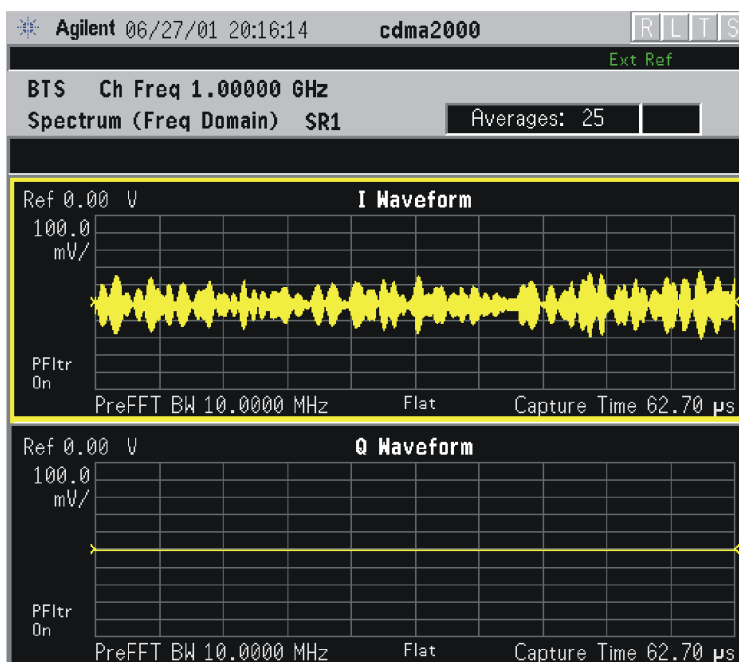 Agilent 06/27/01 20:16:14 cdma2000 R L T S
Ext Ref
BTS Ch Freq 1.00000 GHz
Spectrum (Freq Domain) SR1 Averages: 25
Ref 0.00 V I Waveform
100.0
mV/
PFltr
On
PreFFT BW 10.0000 MHz Flat Capture Time 62.70 µs
Ref 0.00 V Q Waveform
100.0
mV/
PFltr
On
PreFFT BW 10.0000 MHz Flat Capture Time 62.70 µs